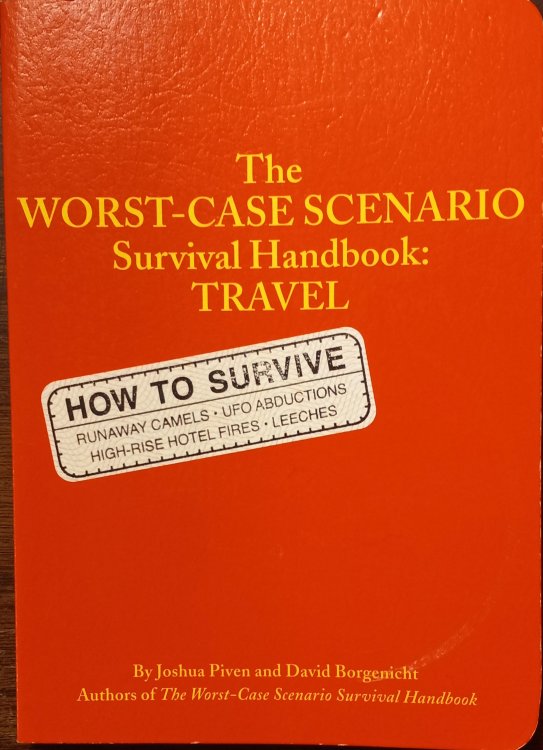 The
WORST-CASE SCENARIO
Survival Handbook:
TRAVEL
HOW TO SURVIVE
RUNAWAY CAMELS • UFO ABDUCTIONS
HIGH-RISE HOTEL FIRES • LEECHES
By Joshua Piven and David Borgenicht
Authors of The Worst-Case Scenario Survival Handbook